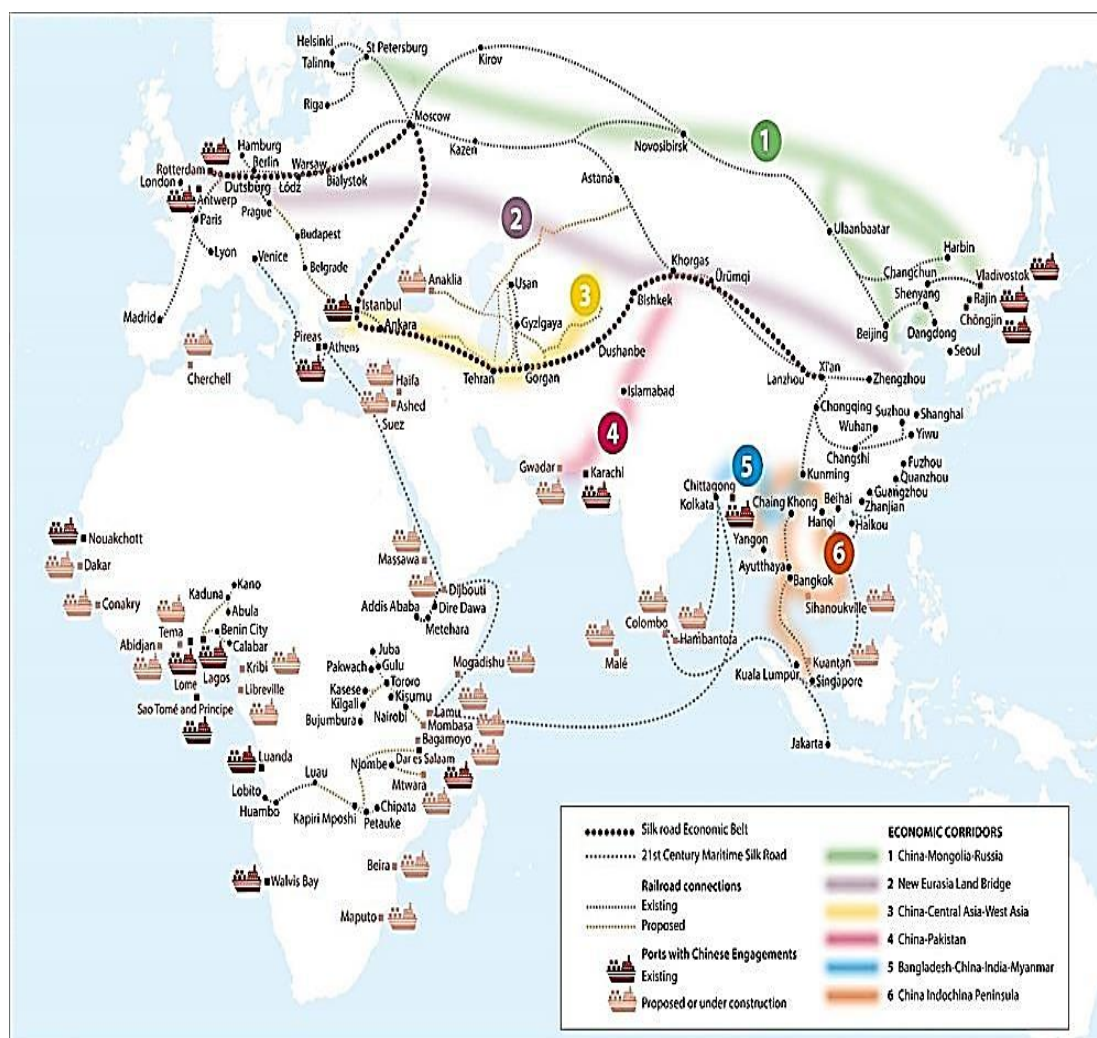 Helsinki
St Petersburg
Talinn
Kirov
Riga
Moscow
1
Kazen
Novosibirsk
Hamburg
Berlin
Rotterdam
Warsaw
London
Dutsburg
Łódź
Bialystok
Antwerp
Prague
Paris
Astana
2
Ulaanbaatar
Budapest
Lyon
Venice
Belgrade
Khorgas
Ürümqi
Harbin
Changchun
Vladivostok
Anaklia
Usan
3
Bishkek
Shenyang
Rajin
Istanbul
Gyzlgaya
Chongjin
Madrid
Ankara
Beijing
Dangdong
Pireas
Athens
Dushanbe
Seoul
Cherchell
Tehran
Gorgan
Lanzhou
Xi'an
Zhengzhou
Haifa
Islamabad
Ashed
Suez
Chongqing
Suzhou
Shanghai
Wuhan
Yiwu
4
Changshi
Gwadar
Karachi
5
Kunming
Fuzhou
Quanzhou
Chittagong
Kolkata
Chaing Khong
Beihai
Guangzhou
Zhanjian
Hanoi
Haikou
Nouakchott
Yangon
6
Massawa
Ayutthaya
Dakar
Bangkok
Kano
Kaduna
Djibouti
Conakry
Abula
Addis Ababa
Dire Dawa
Sihanoukville
Metehara
Colombo
Hambantota
Tema
Benin City
Abidjan
Calabar
Juba
Malé
Lome
Lagos
Kribi
Pakwach
Gulu
Mogadishu
Kuala Lumpur
Kuantan
Libreville
Kasese
Tororo
Singapore
Sao Tomé and Principe
Kilgali
Kisumu
Lamu
Bujumbura
Nairobi
Mombasa
Bagamoyo
Jakarta
Luanda
Njombe
Dar es Salaam
Luau
Mtwara
Lobito
Chipata
Huambo
Kapiri Mposhi
Petauke
Beira
Walvis Bay
Maputo
Silk road Economic Belt
21st Century Maritime Silk Road
Railroad connections
Existing
Proposed
Ports with Chinese Engagements
Existing
Proposed or under construction
ECONOMIC CORRIDORS
1 China-Mongolia-Russia
2 New Eurasia Land Bridge
3 China-Central Asia-West Asia
4 China-Pakistan
5 Bangladesh-China-India-Myanmar
6 China Indochina Peninsula